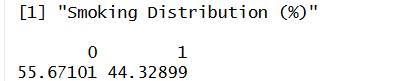 [1] "Smoking Distribution (%)"
0 1
55.67101 44.32899